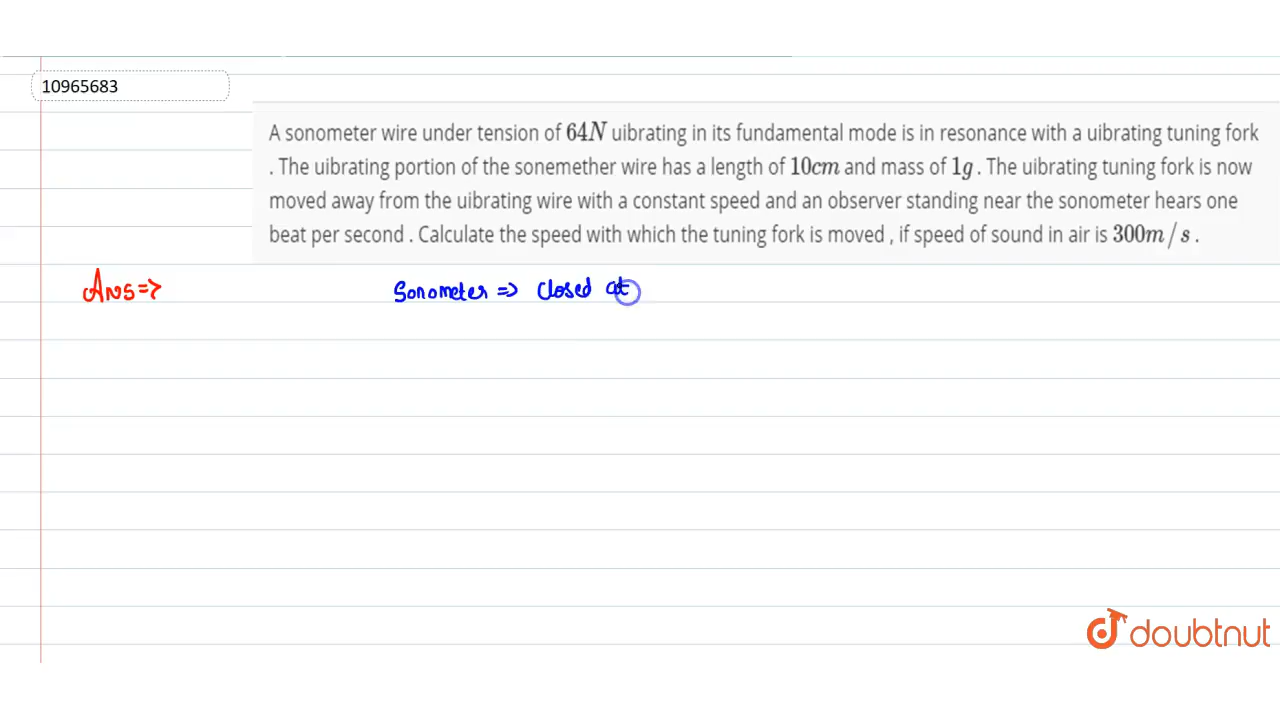 10965683
A sonometer wire under tension of 64N uibrating in its fundamental mode is in resonance with a uibrating tuning fork
. The uibrating portion of the sonemether wire has a length of 10cm and mass of 1g . The uibrating tuning fork is now
moved away from the uibrating wire with a constant speed and an observer standing near the sonometer hears one
beat per second . Calculate the speed with which the tuning fork is moved , if speed of sound in air is 300m/s .
Ans⇒ Sonometer ⇒ Closed at
doubtnut